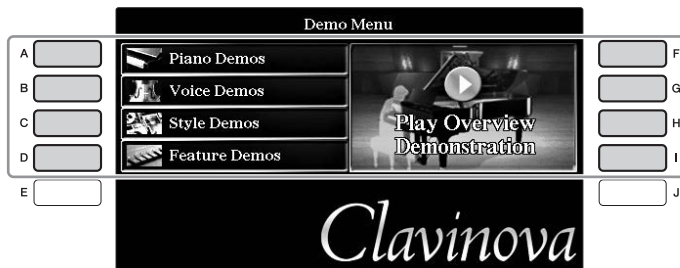 Demo Menu
A
Piano Demos
F
B
Voice Demos
G
C
Style Demos
Play Overview
H
D
Feature Demos
Demonstration
I
E
J
Clavinova